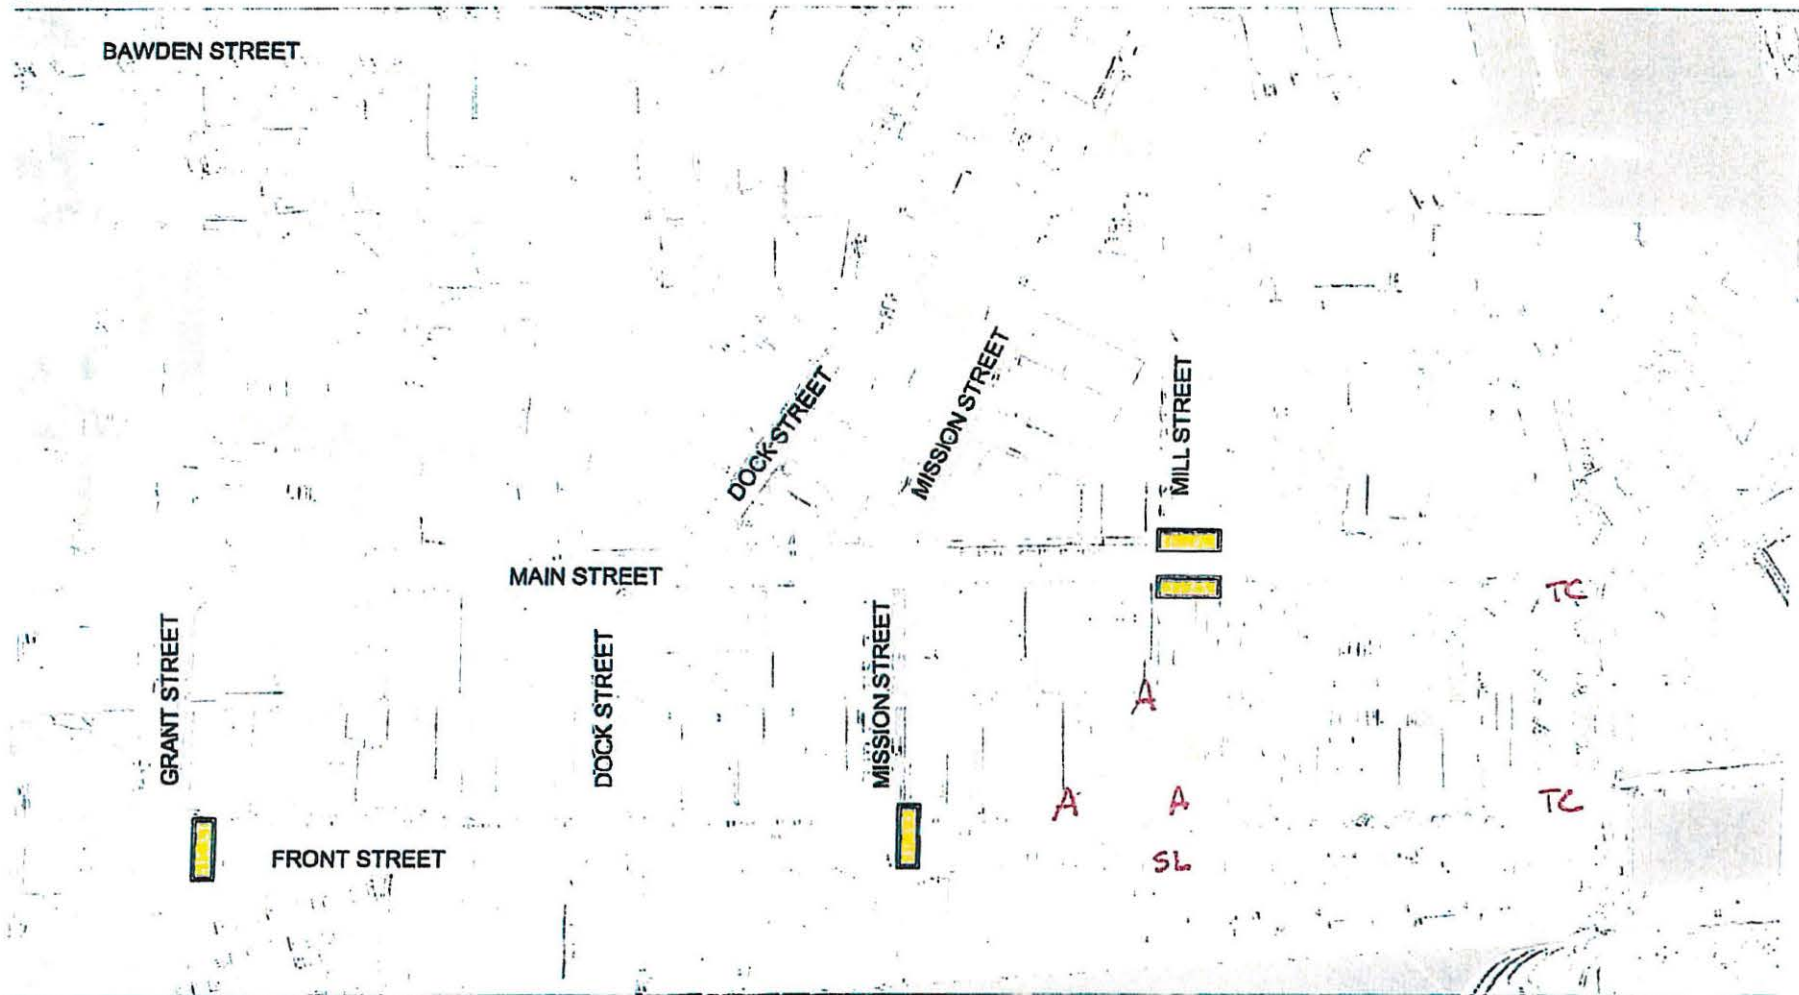 BAWDEN STREET
DOCK STREET
MISSION STREET
MILL STREET
MAIN STREET
TC
GRANT STREET
DOCK STREET
MISSION STREET
A
A
A
TC
FRONT STREET
SL